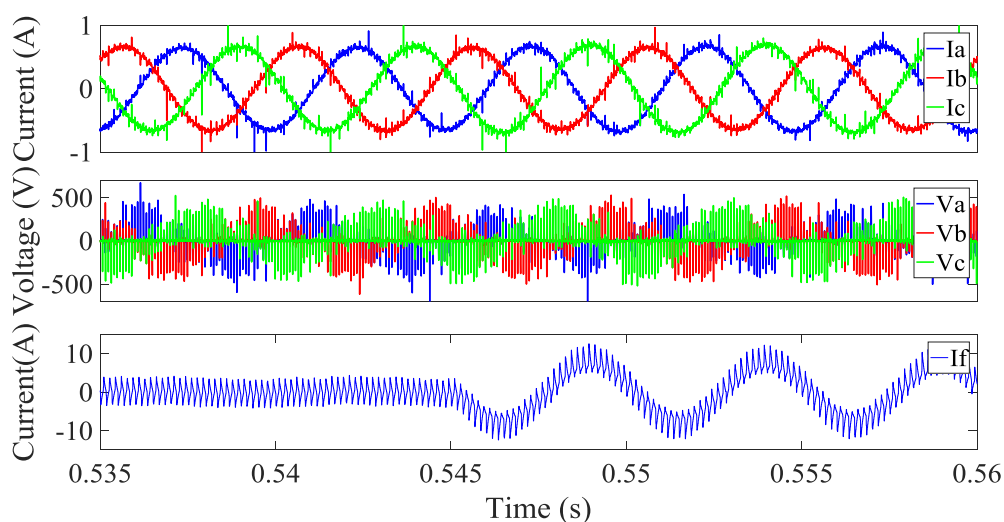 Current (A)
1
0
-1
Ia
Ib
Ic
Voltage (V)
500
0
-500
Va
Vb
Vc
Current(A)
10
0
-10
If
0.535
0.54
0.545
0.55
0.555
0.56
Time (s)